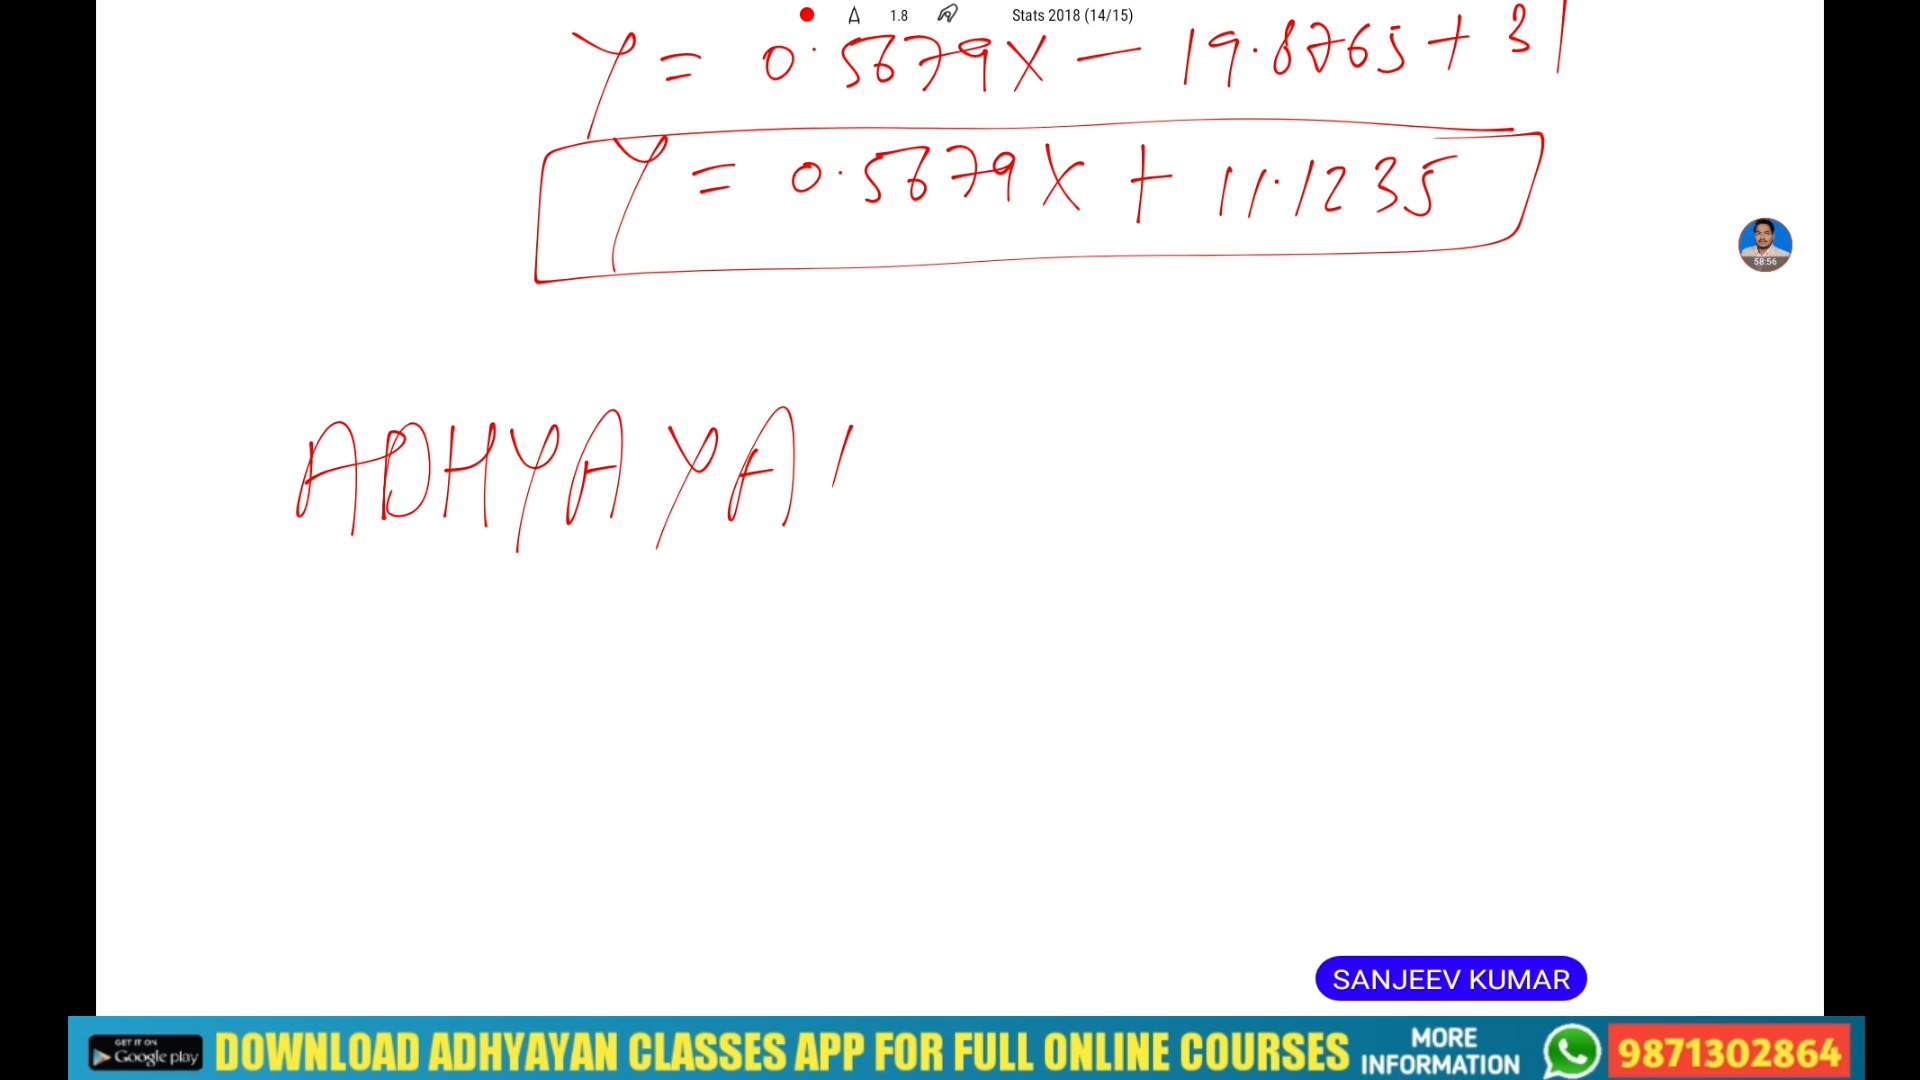 1.8 Stats 2018 (14/15)
Y = 0.5679X - 19.8765 + 31
Y = 0.5679X + 11.1235
58:56
ADHYAYA
SANJEEV KUMAR
GET IT ON
Google play
DOWNLOAD ADHYAYAN CLASSES APP FOR FULL ONLINE COURSES
MORE
INFORMATION
9871302864